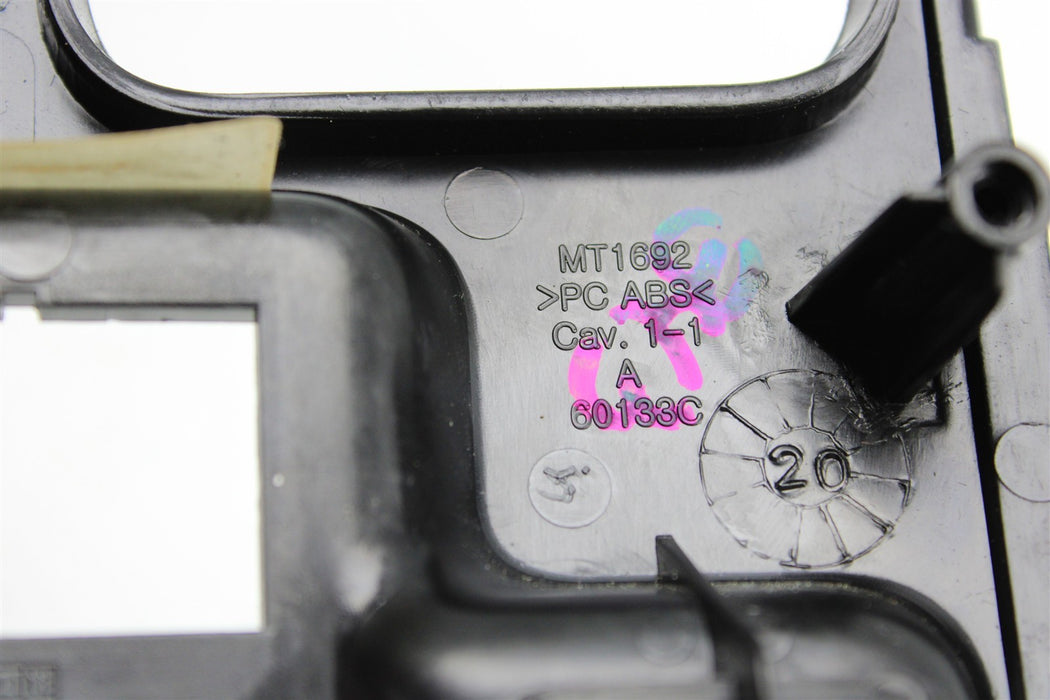 MT1692
>PC ABS<
Cav. 1-1
A
60133C
20